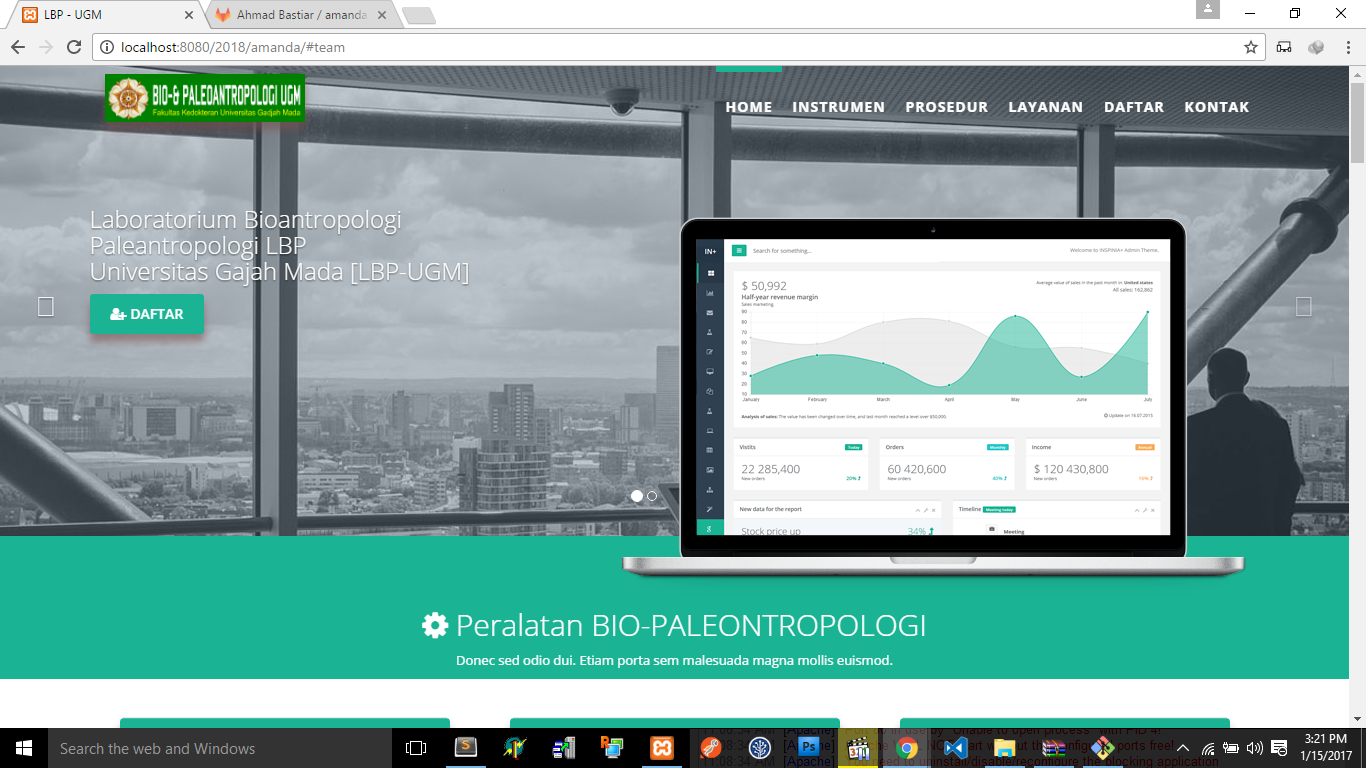 LBP - UGM
Ahmad Bastiar / amanda
localhost:8080/2018/amanda/#team
BIO-& PALEOANTROPOLOGI UGM
Fakultas Kedokteran Universitas Gadjah Mada
HOME INSTRUMEN PROSEDUR LAYANAN DAFTAR KONTAK
Laboratorium Bioantropologi
Paleantropologi LBP
Universitas Gajah Mada [LBP-UGM]
DAFTAR
IN+
Search for something...
Welcome to INSPINIA+ Admin Theme.
$ 50,992
Half-year revenue margin
Sales marketing
Average value of sales in the past month in: United states
All sales: 162,862
90
80
70
60
50
40
30
20
10
January February March April May June July
Analysis of sales: The value has been changed over time, and last month reached a level over $50,000.
Update on 16.07.2015
Vistits Today
22 285,400
New orders 20%
Orders Monthly
60 420,600
New orders 40%
Income
$ 120 430,800
New orders
New data for the report
Stock price up 34%
Timeline Meeting today
Meeting
Peralatan BIO-PALEONTROPOLOGI
Donec sed odio dui. Etiam porta sem malesuada magna mollis euismod.
Search the web and Windows
3:21 PM
1/15/2017